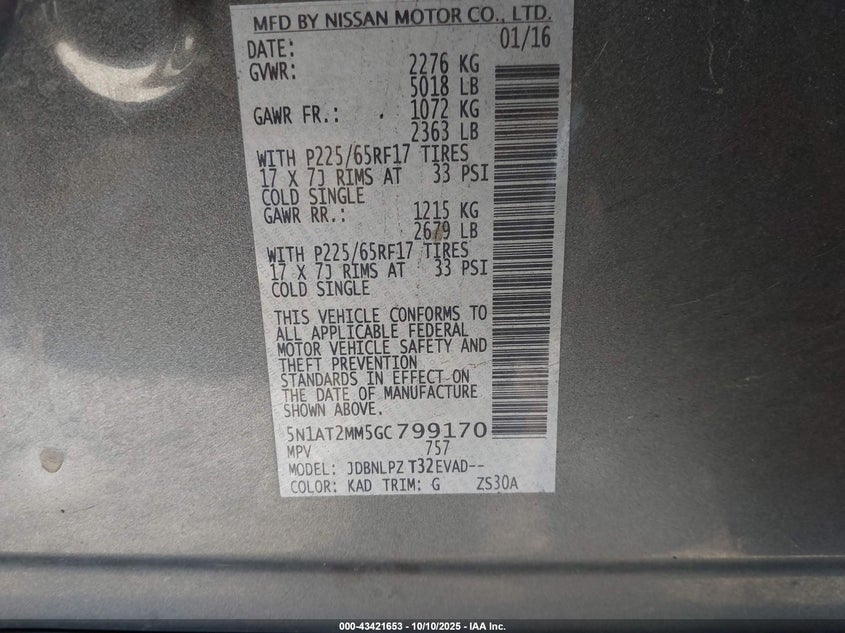 MFD BY NISSAN MOTOR CO., LTD.
DATE: 01/16
GVWR: 2276 KG
5018 LB
GAWR FR.: 1072 KG
2363 LB
WITH P225/65RF17 TIRES
17 X 7J RIMS AT 33 PSI
COLD SINGLE
GAWR RR.: 1215 KG
2679 LB
WITH P225/65RF17 TIRES
17 X 7J RIMS AT 33 PSI
COLD SINGLE
THIS VEHICLE CONFORMS TO
ALL APPLICABLE FEDERAL
MOTOR VEHICLE SAFETY AND
THEFT PREVENTION
STANDARDS IN EFFECT ON
THE DATE OF MANUFACTURE
SHOWN ABOVE.
5N1AT2MM5GC799170
MPV 757
MODEL: JDBNLPZ T32EVAD--
COLOR: KAD TRIM: G ZS30A
000-43421653 - 10/10/2025 - IAA Inc.